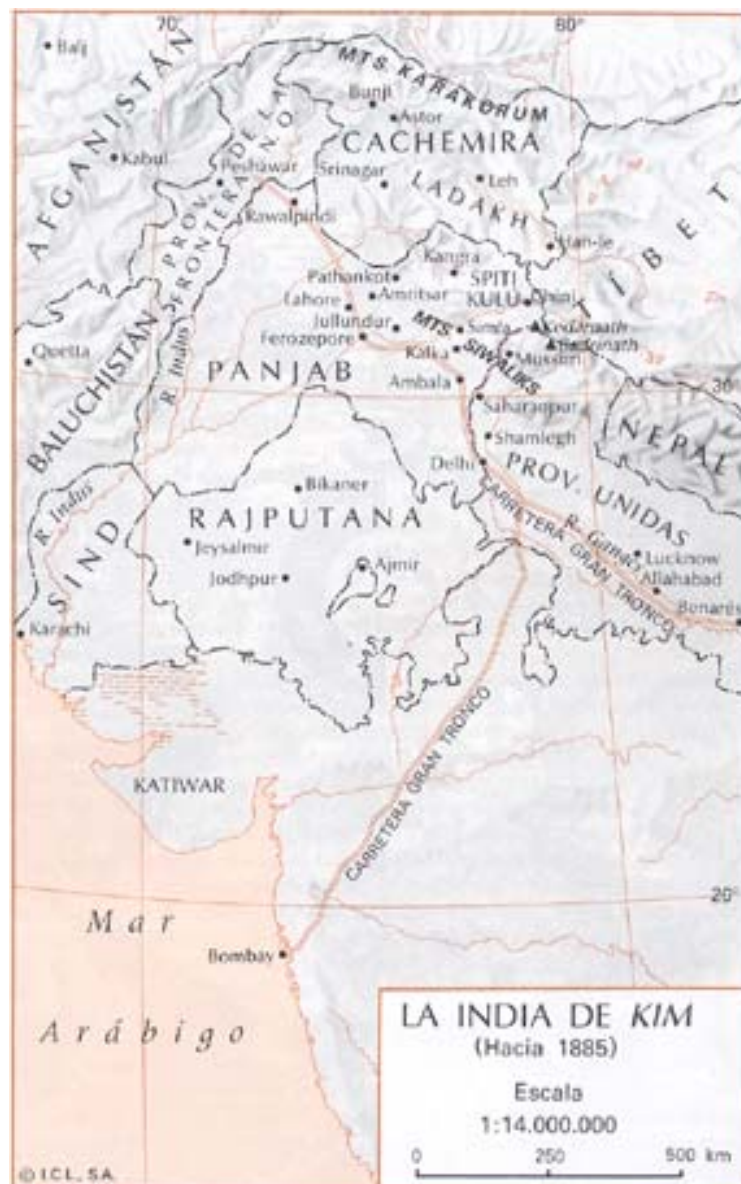 70°
80°
Balj
AFGANISTÁN
MTS. KARAKORUM
Bunji
Astor
PROV. DE LA
FRONTERA NO.
CACHEMIRA
Kabul
Peshawar
Srinagar
Leh
LADAKH
Rawalpindi
Han-le
TÍBET
Kangra
Pathankot
SPITI
Lahore
Amritsar
KULU
Jullundur
Simla
Kedarnath
Ferozepore
MTS. SIWALIKS
Badrinath
Quetta
Kalka
Mussuri
BALUCHISTÁN
R. Indus
PANJAB
Ambala
30°
Saharanpur
NEPAL
Shamlegh
Delhi
PROV. UNIDAS
R. Indus
Bikaner
CARRETERA GRAN TRONCO
RAJPUTANA
SIND
Jeysalmir
R. Ganges
Lucknow
Jodhpur
Ajmir
Allahabad
Benarés
Karachi
KATIWAR
CARRETERA GRAN TRONCO
20°
Mar
Arábigo
Bombay
LA INDIA DE KIM
(Hacia 1885)
Escala
1:14.000.000
0 250 500 km
© I.C.L., S.A.